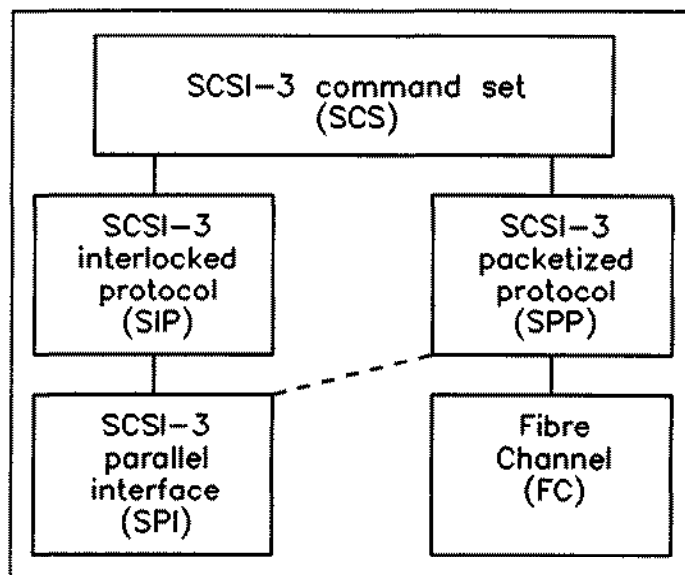 SCSI-3 command set
(SCS)
SCSI-3
interlocked
protocol
(SIP)
SCSI-3
packetized
protocol
(SPP)
SCSI-3
parallel
interface
(SPI)
Fibre
Channel
(FC)